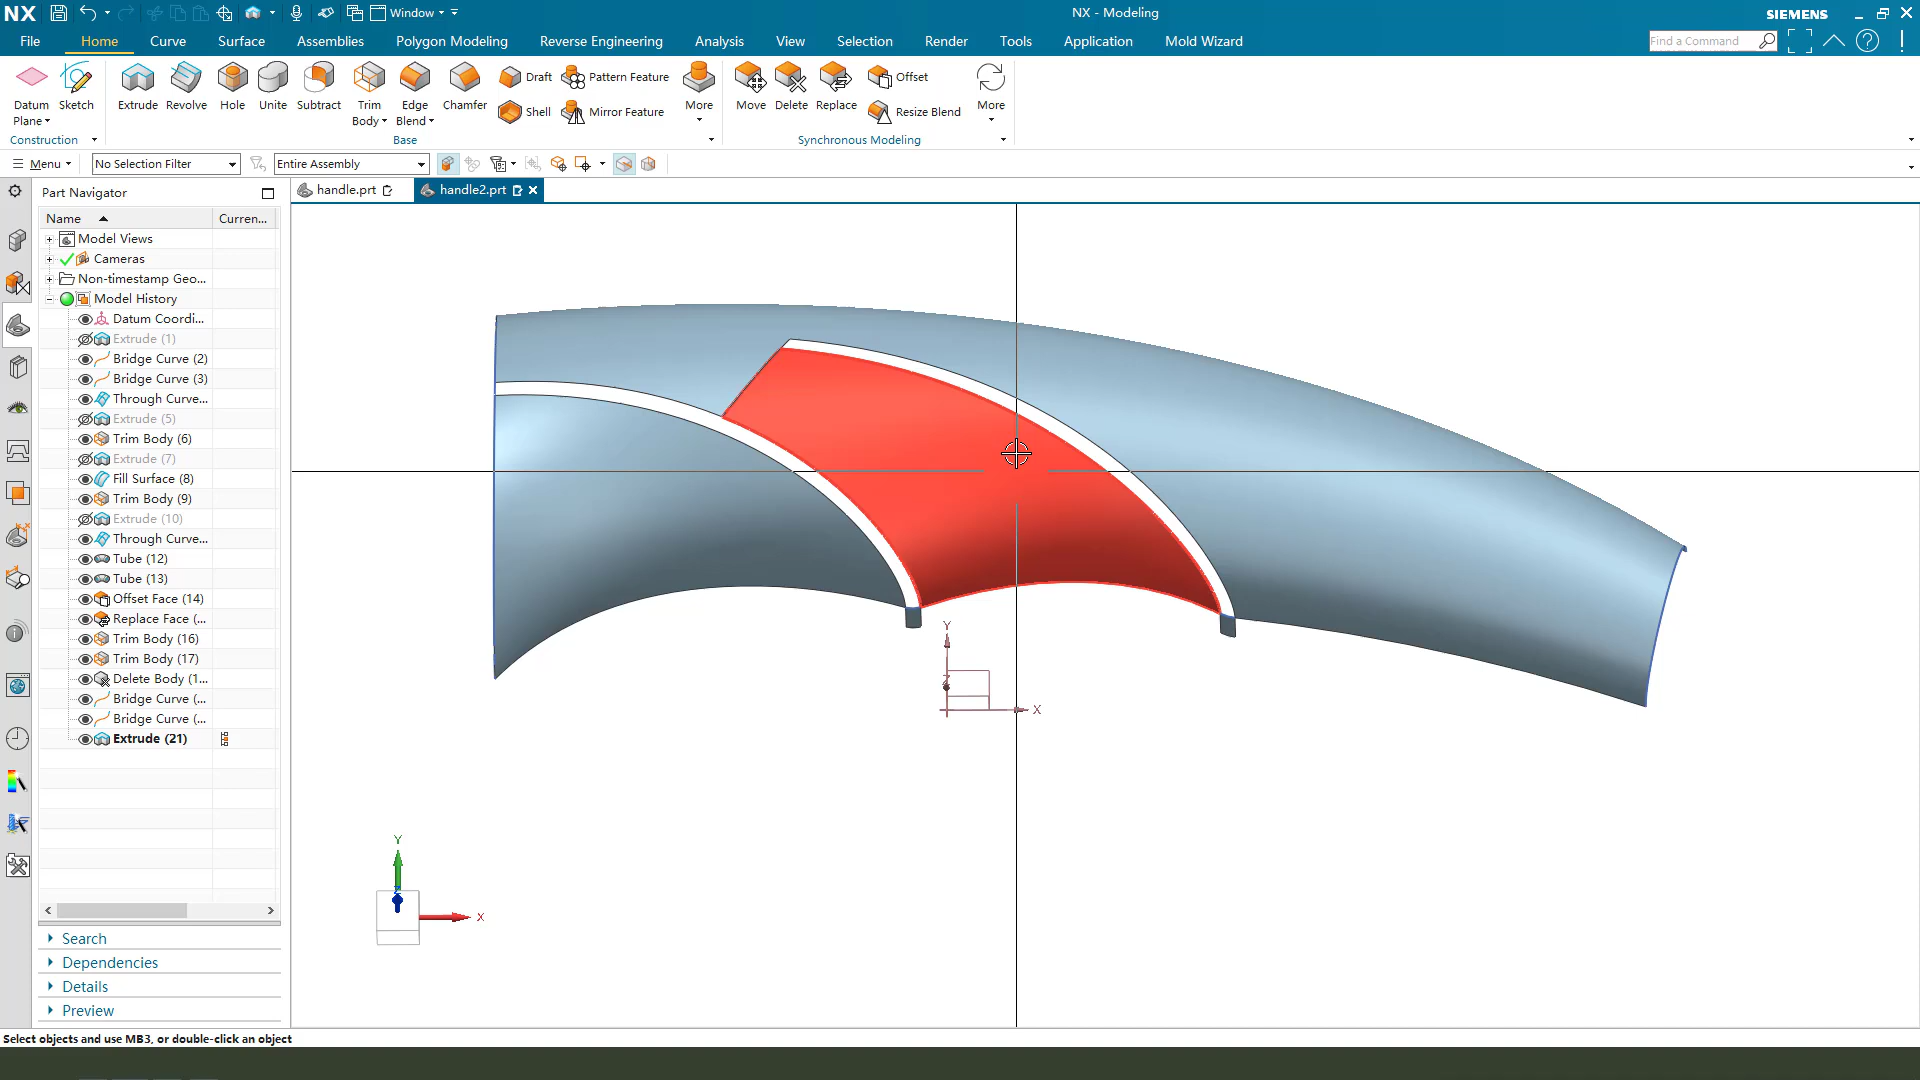 NX
Window
NX - Modeling
SIEMENS
File
Home
Curve
Surface
Assemblies
Polygon Modeling
Reverse Engineering
Analysis
View
Selection
Render
Tools
Application
Mold Wizard
Find a Command
Datum Plane
Sketch
Extrude
Revolve
Hole
Unite
Subtract
Trim Body
Edge Blend
Chamfer
Draft
Shell
Pattern Feature
Mirror Feature
More
Move
Delete
Replace
Offset
Resize Blend
More
Construction
Base
Synchronous Modeling
Menu
No Selection Filter
Entire Assembly
Part Navigator
handle.prt
handle2.prt
Name
Curren...
Model Views
Cameras
Non-timestamp Geo...
Model History
Datum Coordi...
Extrude (1)
Bridge Curve (2)
Bridge Curve (3)
Through Curve...
Extrude (5)
Trim Body (6)
Extrude (7)
Fill Surface (8)
Trim Body (9)
Extrude (10)
Through Curve...
Tube (12)
Tube (13)
Offset Face (14)
Replace Face (...
Trim Body (16)
Trim Body (17)
Delete Body (1...
Bridge Curve (...
Bridge Curve (...
Extrude (21)
Y
Z
X
Y
Z
X
Search
Dependencies
Details
Preview
Select objects and use MB3, or double-click an object